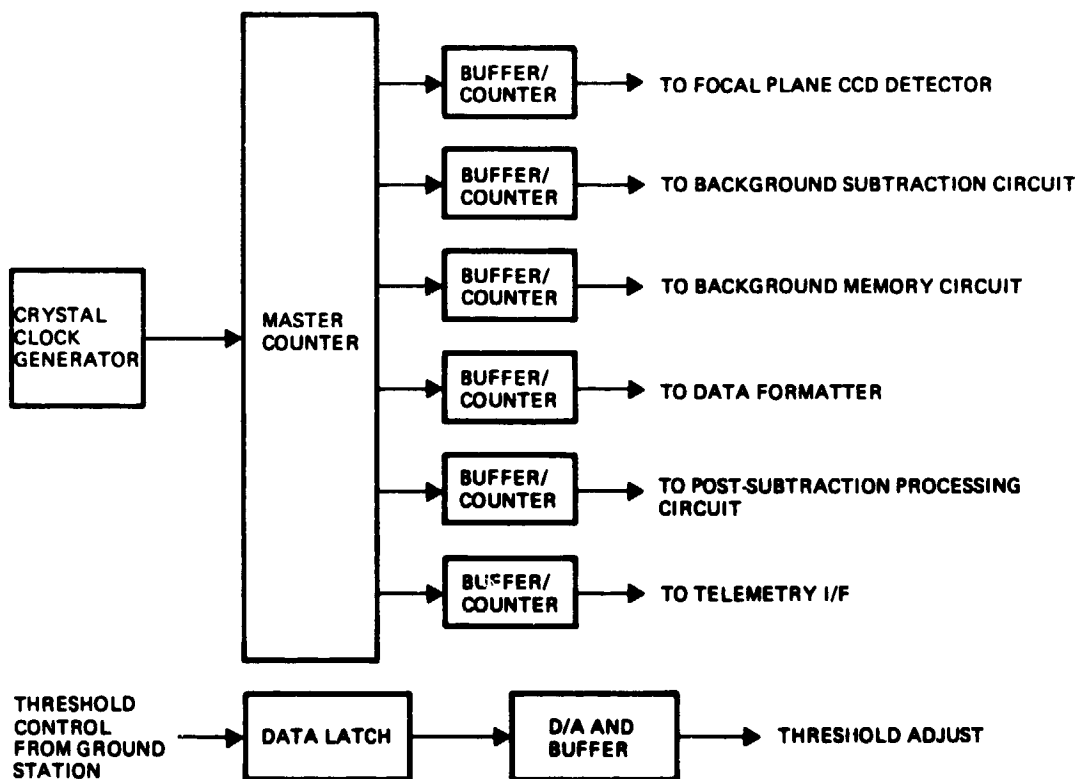 BUFFER/
COUNTER
TO FOCAL PLANE CCD DETECTOR
BUFFER/
COUNTER
TO BACKGROUND SUBTRACTION CIRCUIT
BUFFER/
COUNTER
TO BACKGROUND MEMORY CIRCUIT
CRYSTAL
CLOCK
GENERATOR
MASTER
COUNTER
BUFFER/
COUNTER
TO DATA FORMATTER
BUFFER/
COUNTER
TO POST-SUBTRACTION PROCESSING
CIRCUIT
BUFFER/
COUNTER
TO TELEMETRY I/F
THRESHOLD
CONTROL
FROM GROUND
STATION
DATA LATCH
D/A AND
BUFFER
THRESHOLD ADJUST